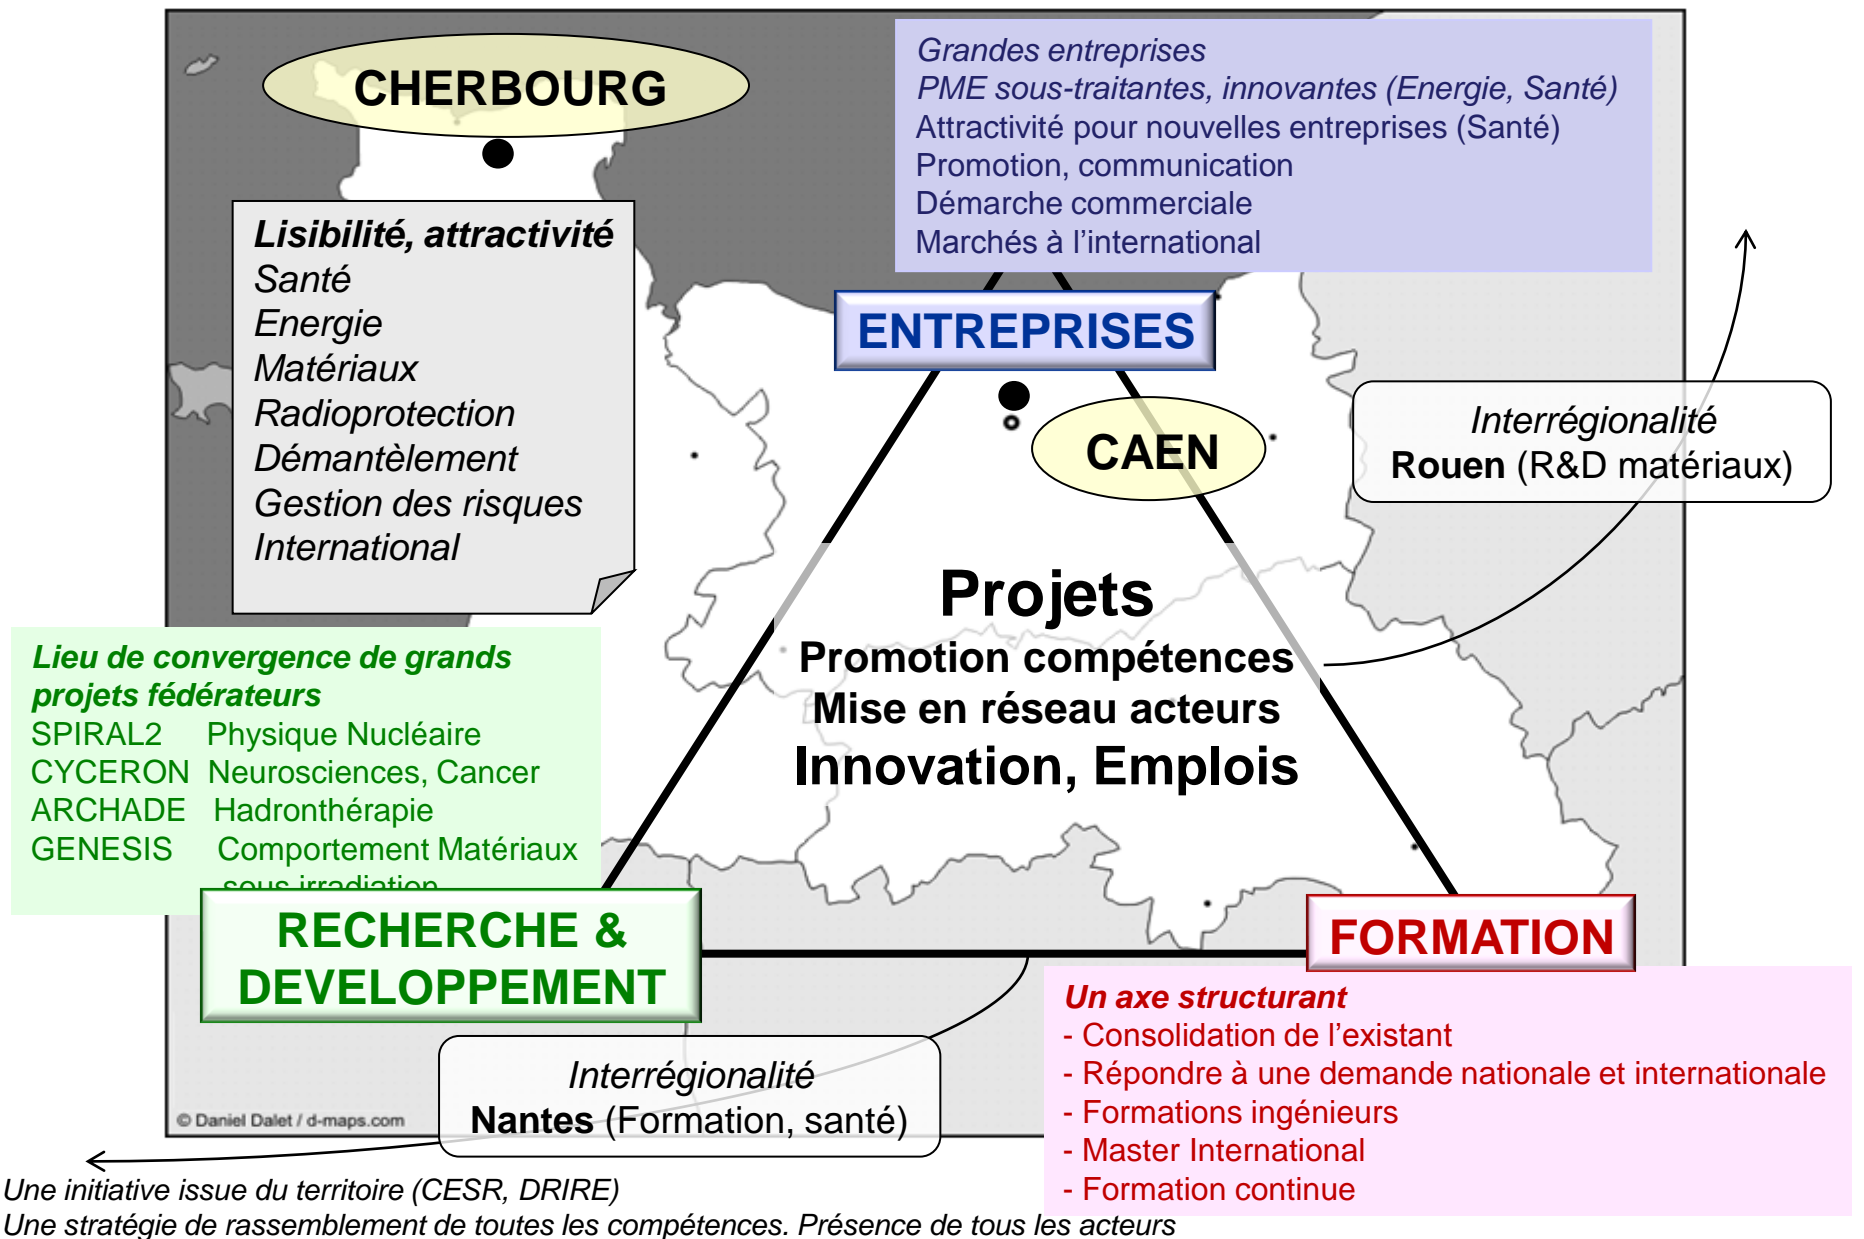 CHERBOURG
Grandes entreprises
PME sous-traitantes, innovantes (Energie, Santé)
Attractivité pour nouvelles entreprises (Santé)
Promotion, communication
Démarche commerciale
Marchés à l'international
Lisibilité, attractivité
Santé
Energie
Matériaux
Radioprotection
Démantèlement
Gestion des risques
International
ENTREPRISES
CAEN
Interrégionalité
Rouen (R&D matériaux)
Projets
Promotion compétences
Mise en réseau acteurs
Innovation, Emplois
Lieu de convergence de grands
projets fédérateurs
SPIRAL2 Physique Nucléaire
CYCERON Neurosciences, Cancer
ARCHADE Hadronthérapie
GENESIS Comportement Matériaux
sous irradiation
RECHERCHE &
DEVELOPPEMENT
FORMATION
Un axe structurant
- Consolidation de l'existant
- Répondre à une demande nationale et internationale
- Formations ingénieurs
- Master International
- Formation continue
Interrégionalité
Nantes (Formation, santé)
© Daniel Dalet / d-maps.com
Une initiative issue du territoire (CESR, DRIRE)
Une stratégie de rassemblement de toutes les compétences. Présence de tous les acteurs